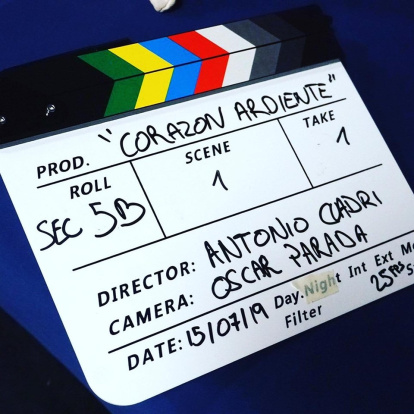 PROD. "CORAZON ARDIENTE"
ROLL SCENE TAKE
SEC 5B 1 1
DIRECTOR: ANTONIO CUADRI
CAMERA: OSCAR PARADA
DATE: 15/07/19 Day Night Int Ext
Filter 25 FPS